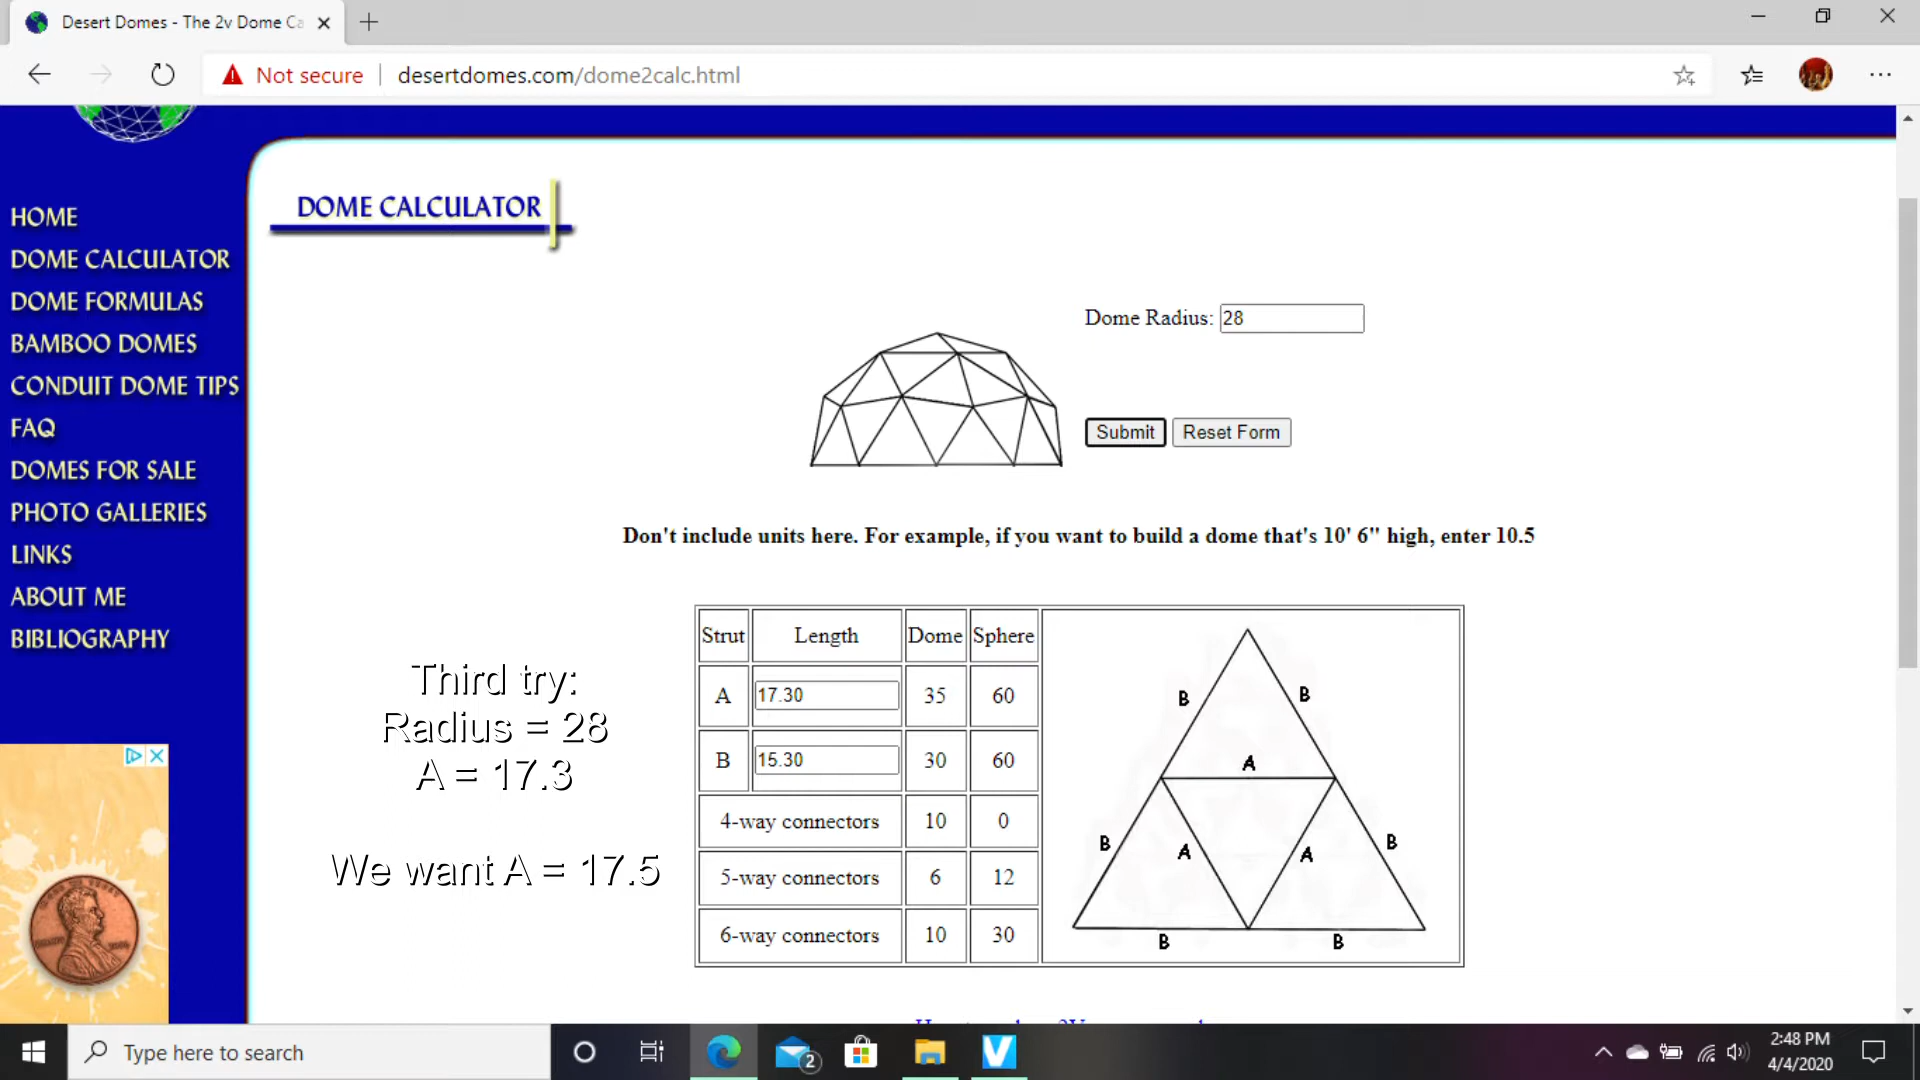 Desert Domes - The 2v Dome Ca
Not secure
desertdomes.com/dome2calc.html
HOME
DOME CALCULATOR
DOME FORMULAS
BAMBOO DOMES
CONDUIT DOME TIPS
FAQ
DOMES FOR SALE
PHOTO GALLERIES
LINKS
ABOUT ME
BIBLIOGRAPHY
DOME CALCULATOR
Dome Radius: 28
Submit Reset Form
Don't include units here. For example, if you want to build a dome that's 10' 6" high, enter 10.5
Third try:
Radius = 28
A = 17.3
We want A = 17.5
Strut Length Dome Sphere
A 17.30 35 60
B 15.30 30 60
4-way connectors 10 0
5-way connectors 6 12
6-way connectors 10 30
B B
A
B A A B
B B
Type here to search
2
2:48 PM
4/4/2020